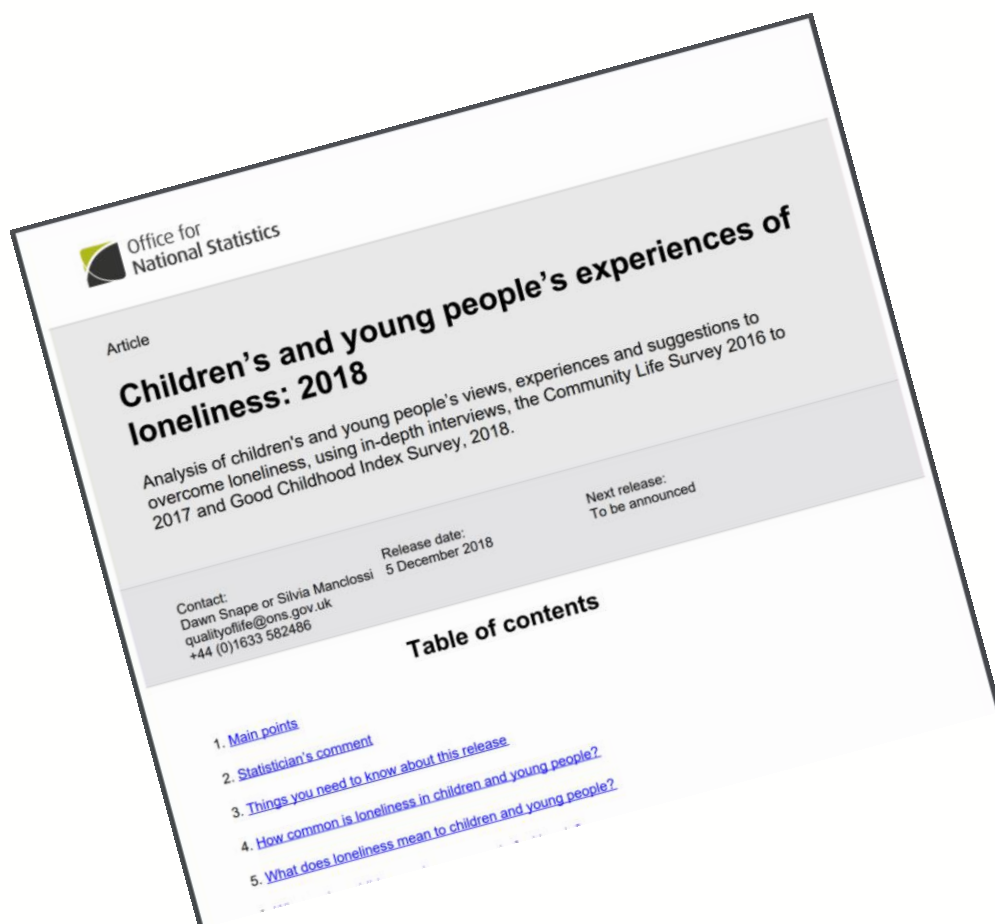 Office for
National Statistics
Article
Children's and young people's experiences of
loneliness: 2018
Analysis of children's and young people's views, experiences and suggestions to
overcome loneliness, using in-depth interviews, the Community Life Survey 2016 to
2017 and Good Childhood Index Survey, 2018.
Contact:
Dawn Snape or Silvia Manclossi
qualityoflife@ons.gov.uk
+44 (0)1633 582486
Release date:
5 December 2018
Next release:
To be announced
Table of contents
1. Main points
2. Statistician's comment
3. Things you need to know about this release
4. How common is loneliness in children and young people?
5. What does loneliness mean to children and young people?